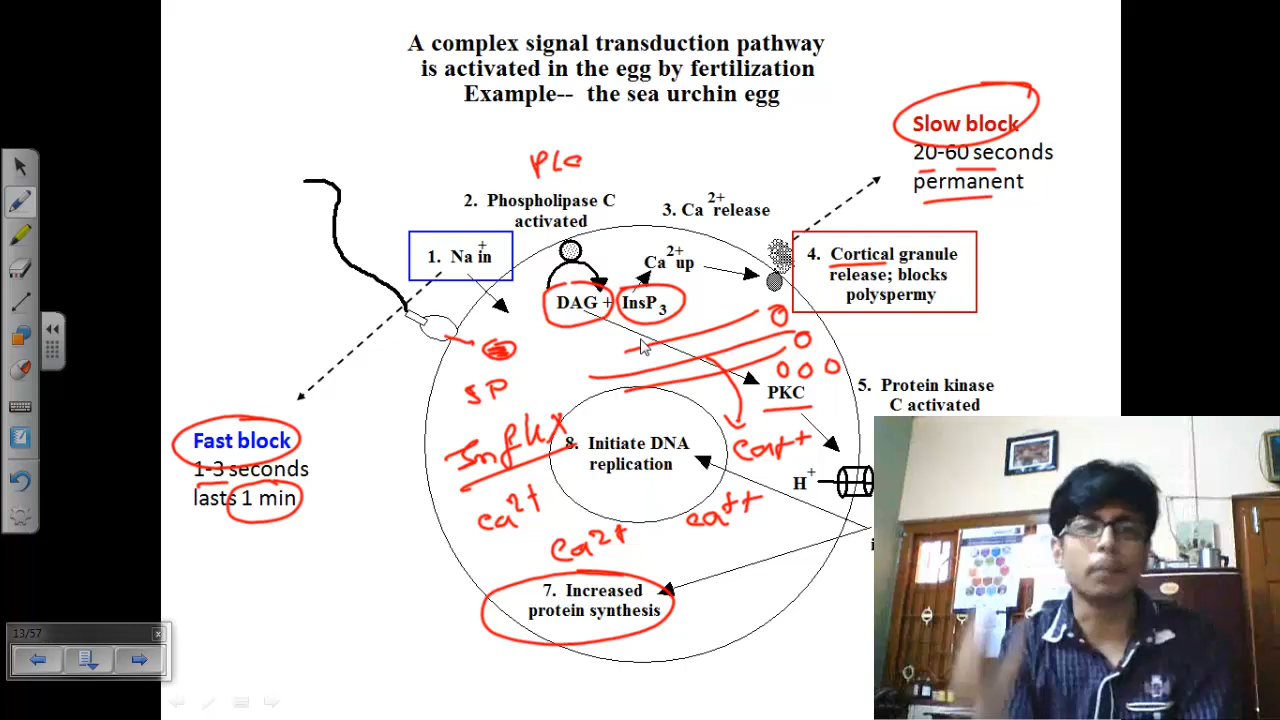 A complex signal transduction pathway
is activated in the egg by fertilization
Example-- the sea urchin egg
Slow block
20-60 seconds
permanent
PLC
2. Phospholipase C
activated
3. Ca2+ release
1. Na+ in
Ca2+ up
4. Cortical granule
release; blocks
polyspermy
DAG + InsP3
PKC
5. Protein kinase
C activated
SP
Fast block
1-3 seconds
lasts 1 min
Influx
8. Initiate DNA
replication
Ca++
H+
Ca2+
Ca++
Ca2+
7. Increased
protein synthesis
13/57